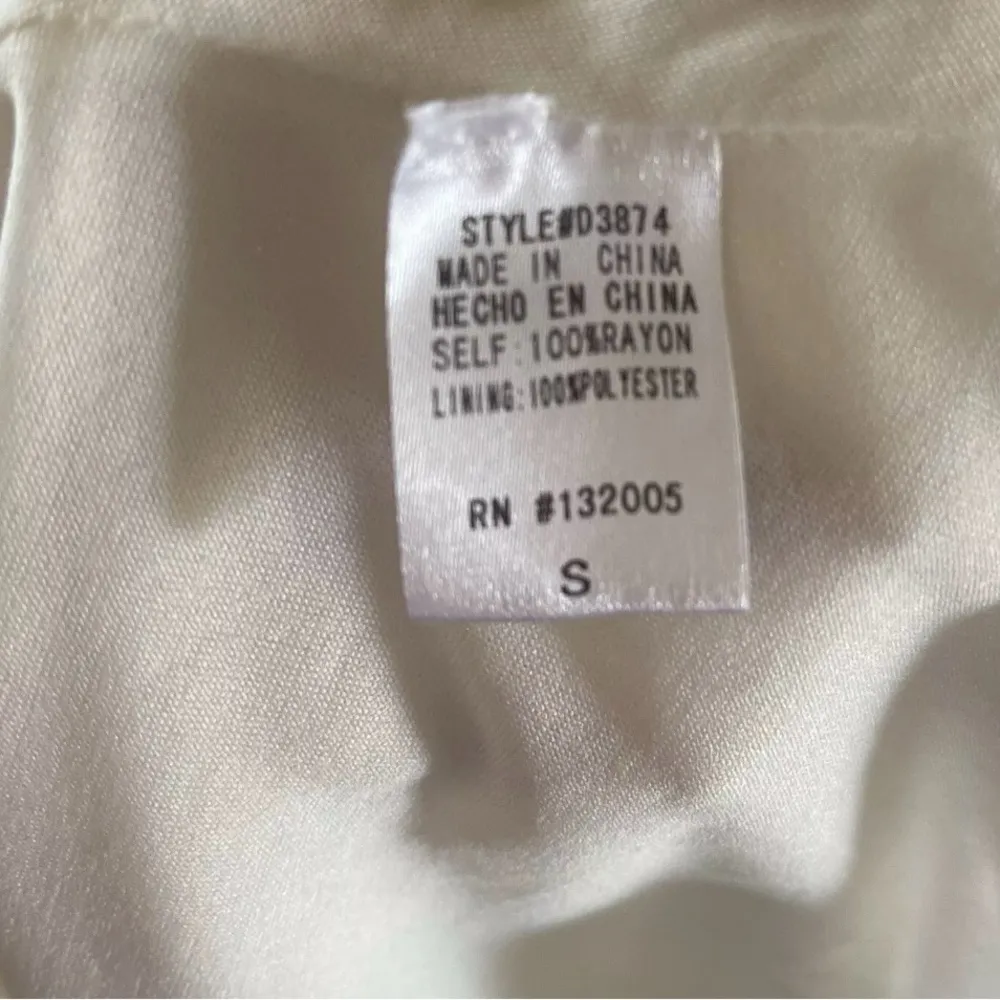 STYLE#D3874
MADE IN CHINA
HECHO EN CHINA
SELF:100%RAYON
LINING:100%POLYESTER
RN #132005
S